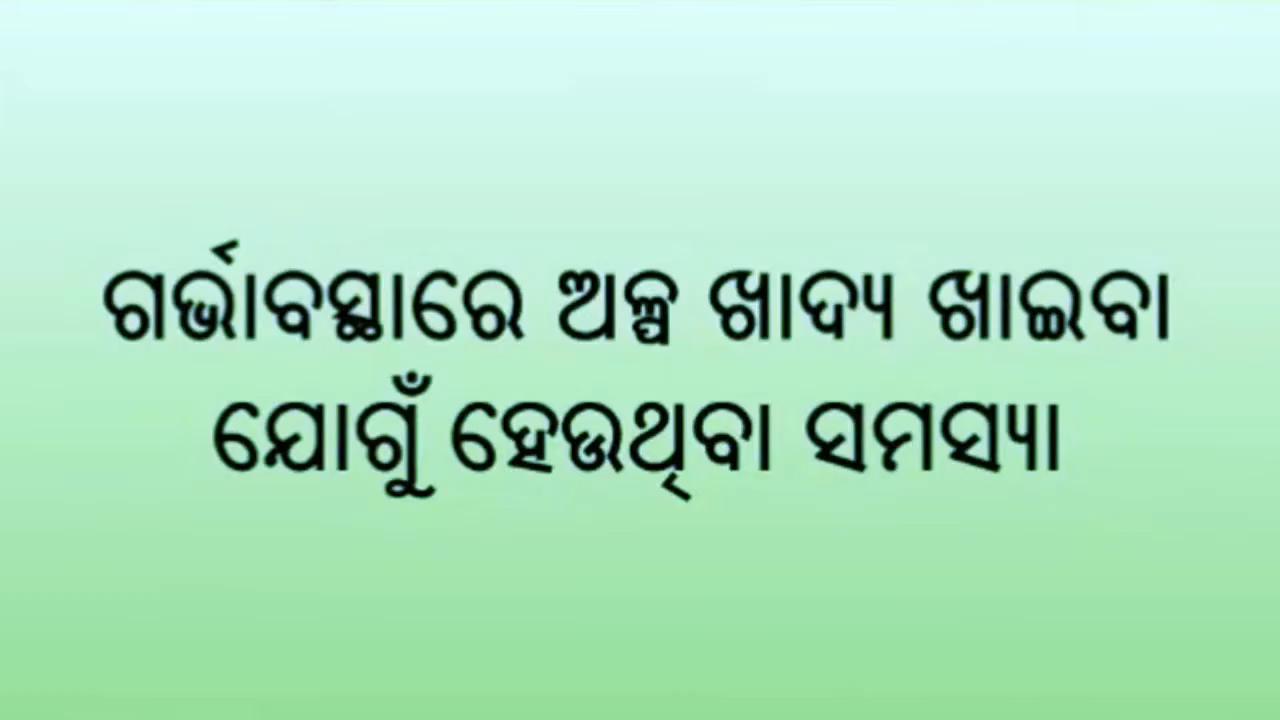 ଗର୍ଭାବସ୍ଥାରେ ଅଳ୍ପ ଖାଦ୍ୟ ଖାଇବା
ଯୋଗୁଁ ହେଉଥିବା ସମସ୍ୟା